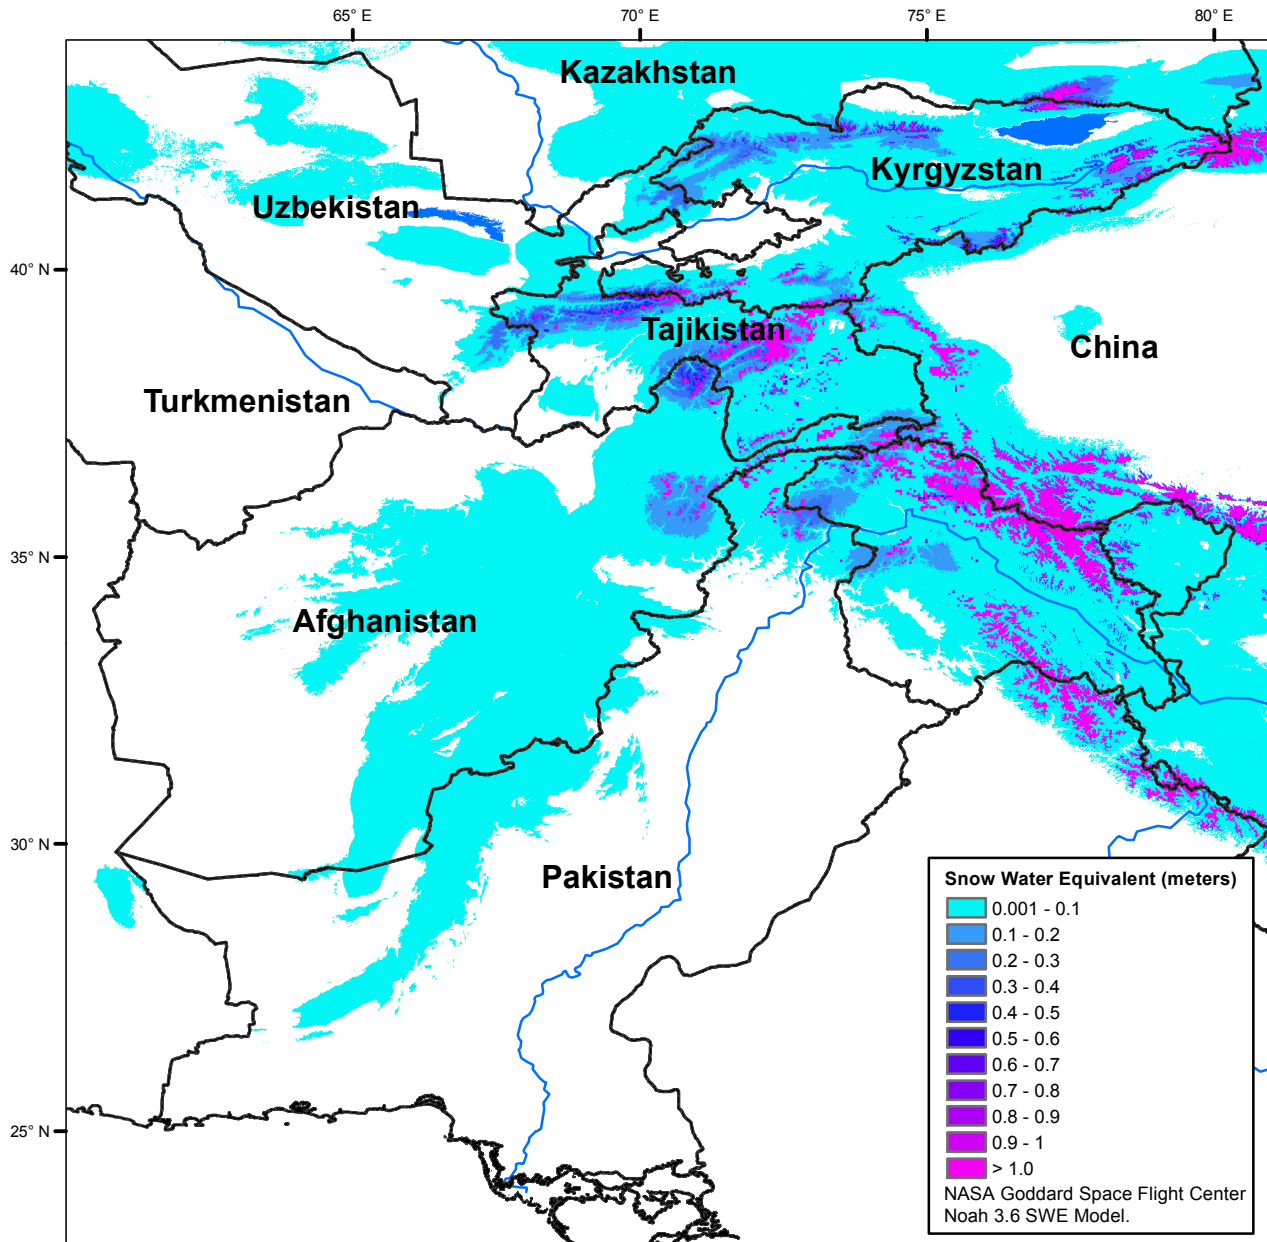 65° E
70° E
75° E
80° E
Kazakhstan
Kyrgyzstan
Uzbekistan
40° N
Tajikistan
China
Turkmenistan
35° N
Afghanistan
30° N
Pakistan
25° N
Snow Water Equivalent (meters)
0.001 - 0.1
0.1 - 0.2
0.2 - 0.3
0.3 - 0.4
0.4 - 0.5
0.5 - 0.6
0.6 - 0.7
0.7 - 0.8
0.8 - 0.9
0.9 - 1
> 1.0
NASA Goddard Space Flight Center
Noah 3.6 SWE Model.